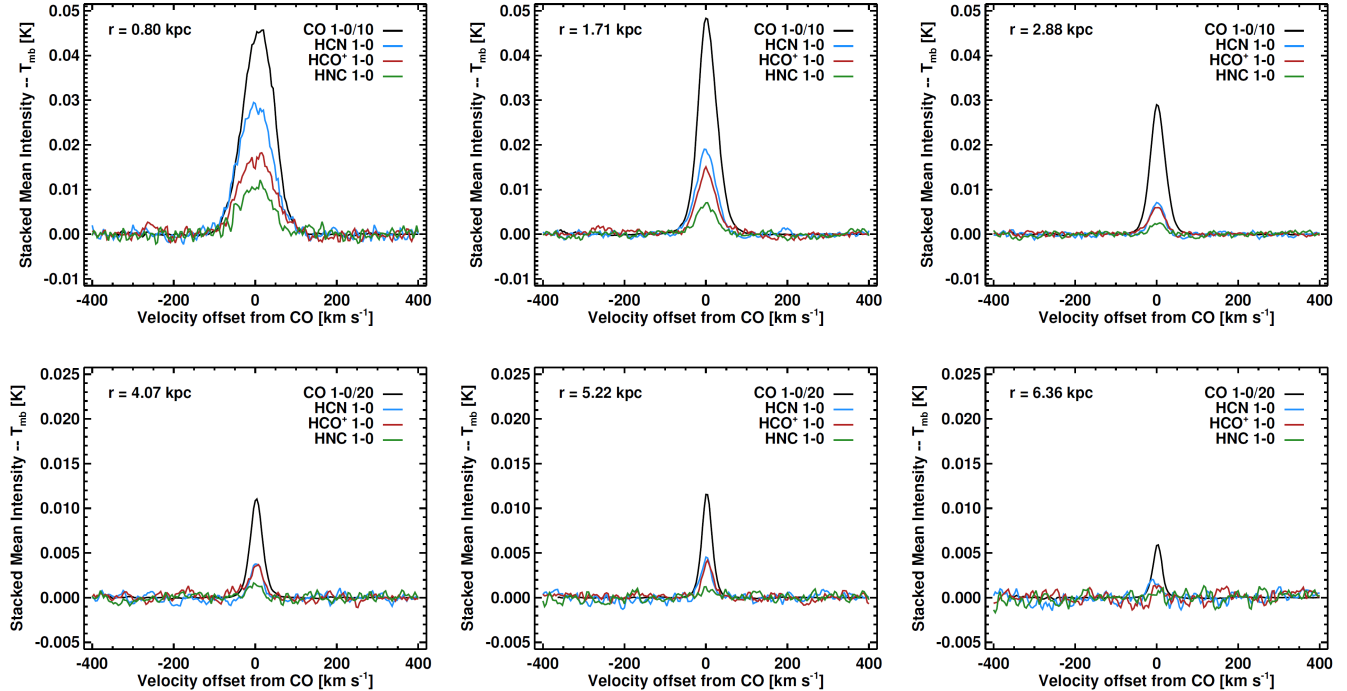 r = 0.80 kpc
CO 1-0/10
HCN 1-0
HCO⁺ 1-0
HNC 1-0
0.05
0.04
0.03
0.02
0.01
0.00
-0.01
Stacked Mean Intensity -- Tmb [K]
-400 -200 0 200 400
Velocity offset from CO [km s⁻¹]
r = 1.71 kpc
CO 1-0/10
HCN 1-0
HCO⁺ 1-0
HNC 1-0
0.05
0.04
0.03
0.02
0.01
0.00
-0.01
Stacked Mean Intensity -- Tmb [K]
-400 -200 0 200 400
Velocity offset from CO [km s⁻¹]
r = 2.88 kpc
CO 1-0/10
HCN 1-0
HCO⁺ 1-0
HNC 1-0
0.05
0.04
0.03
0.02
0.01
0.00
-0.01
Stacked Mean Intensity -- Tmb [K]
-400 -200 0 200 400
Velocity offset from CO [km s⁻¹]
r = 4.07 kpc
CO 1-0/20
HCN 1-0
HCO⁺ 1-0
HNC 1-0
0.025
0.020
0.015
0.010
0.005
0.000
-0.005
Stacked Mean Intensity -- Tmb [K]
-400 -200 0 200 400
Velocity offset from CO [km s⁻¹]
r = 5.22 kpc
CO 1-0/20
HCN 1-0
HCO⁺ 1-0
HNC 1-0
0.025
0.020
0.015
0.010
0.005
0.000
-0.005
Stacked Mean Intensity -- Tmb [K]
-400 -200 0 200 400
Velocity offset from CO [km s⁻¹]
r = 6.36 kpc
CO 1-0/20
HCN 1-0
HCO⁺ 1-0
HNC 1-0
0.025
0.020
0.015
0.010
0.005
0.000
-0.005
Stacked Mean Intensity -- Tmb [K]
-400 -200 0 200 400
Velocity offset from CO [km s⁻¹]